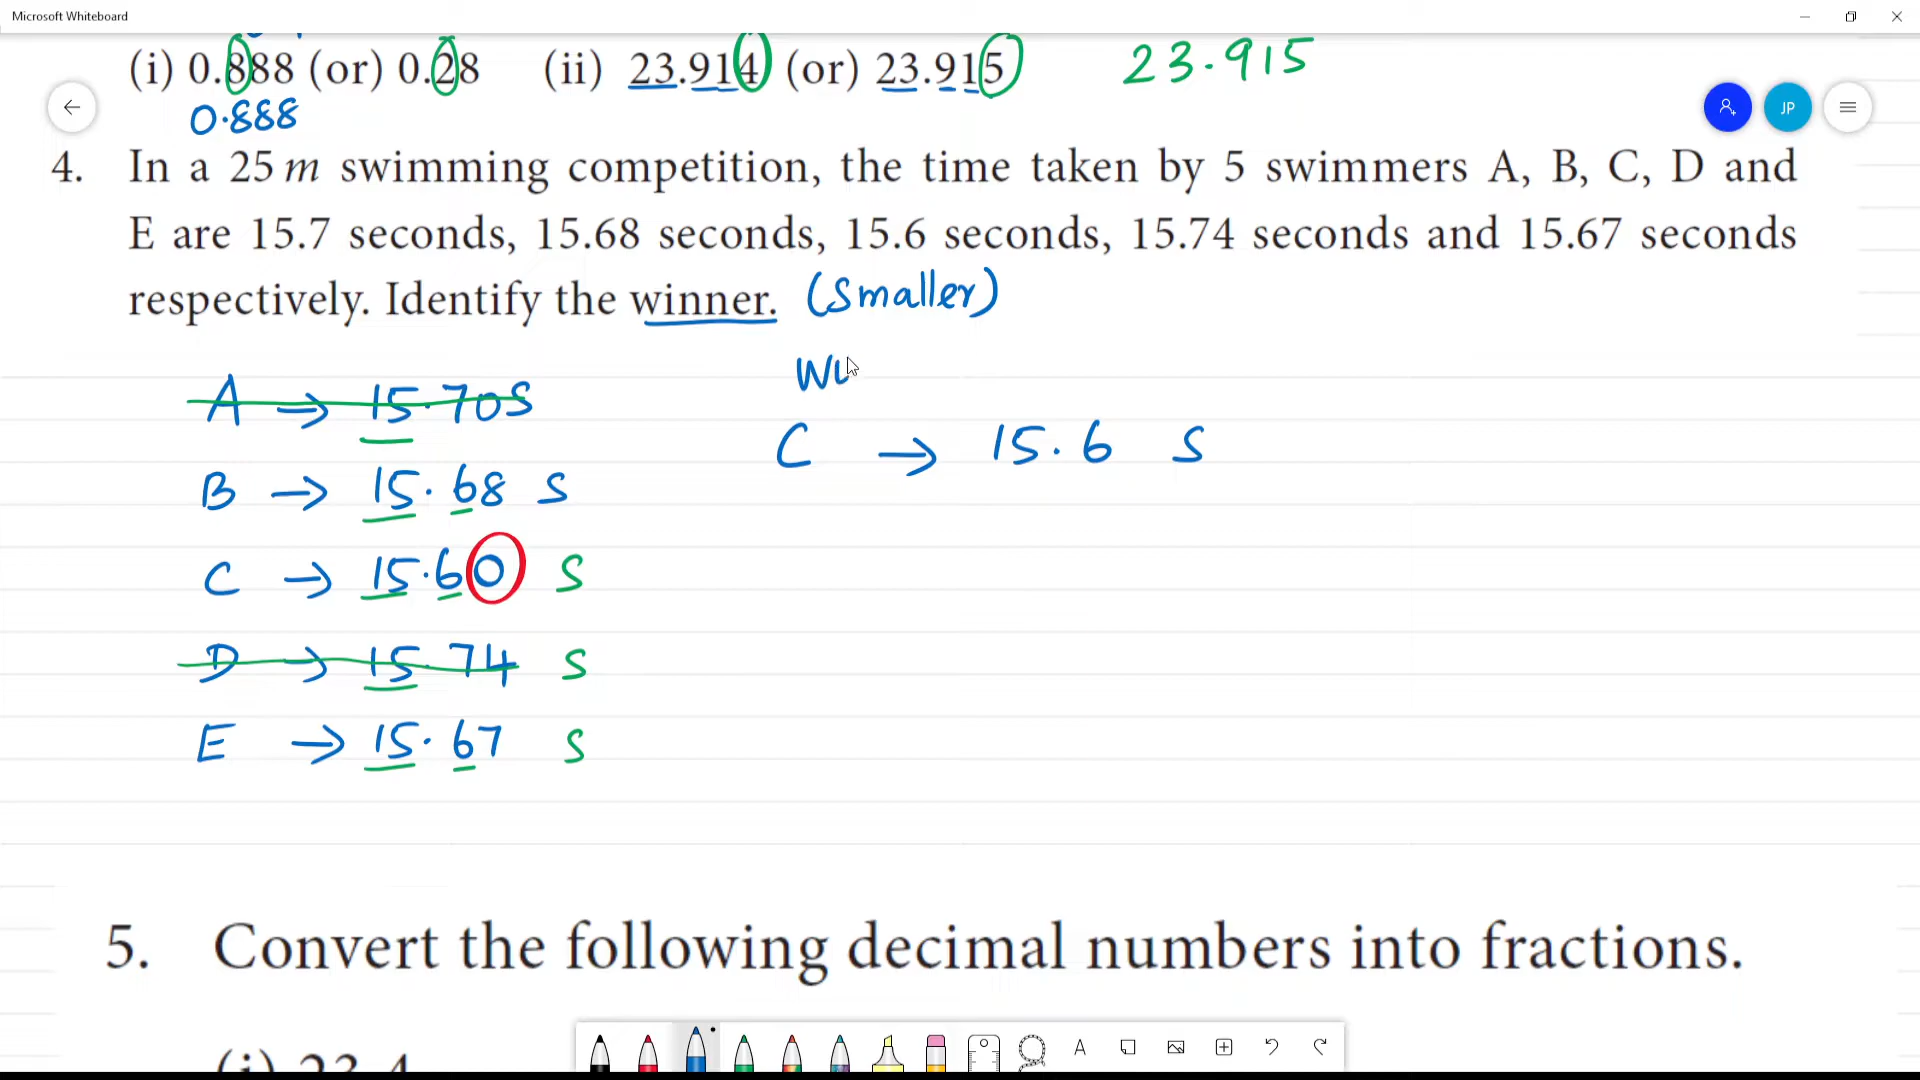 Microsoft Whiteboard
(i) 0.888 (or) 0.28 (ii) 23.914 (or) 23.915 23.915
0.888
JP
4. In a 25 m swimming competition, the time taken by 5 swimmers A, B, C, D and
E are 15.7 seconds, 15.68 seconds, 15.6 seconds, 15.74 seconds and 15.67 seconds
respectively. Identify the winner. (smaller)
A → 15.70s
B → 15.68 s
C → 15.60 s
D → 15.74 s
E → 15.67 s
C → 15.6 s
5. Convert the following decimal numbers into fractions.